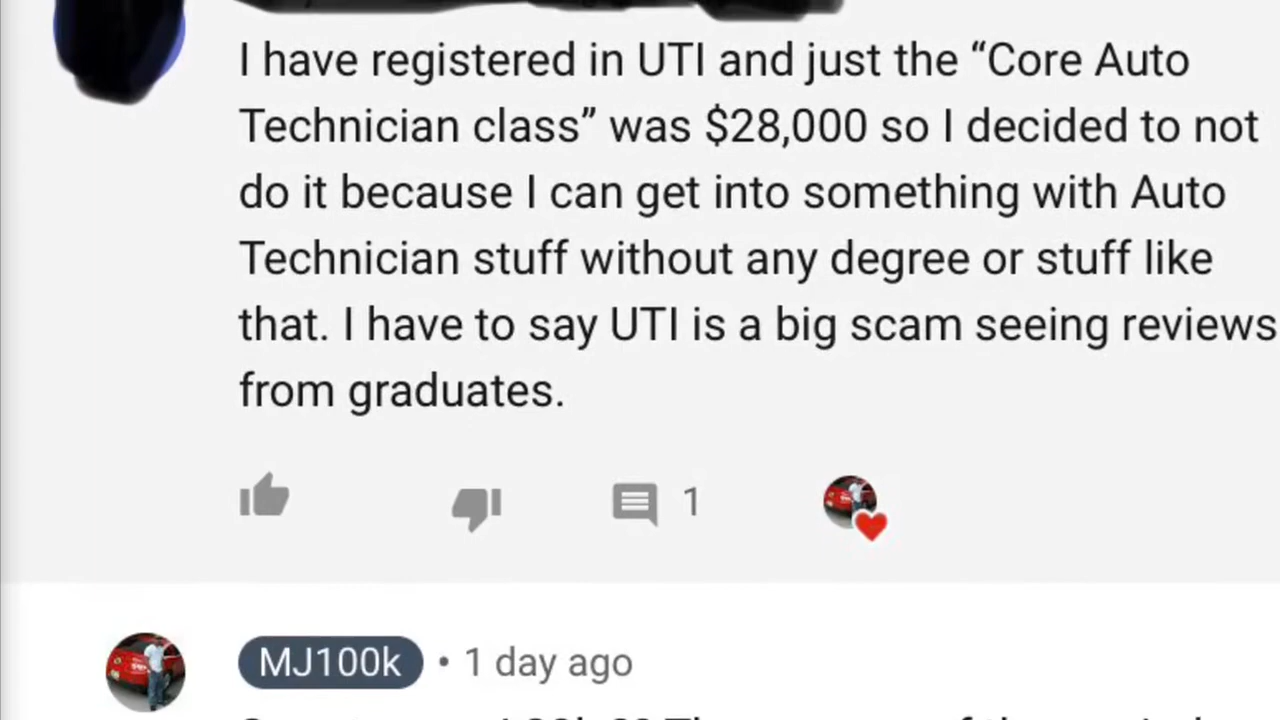 I have registered in UTI and just the “Core Auto
Technician class” was $28,000 so I decided to not
do it because I can get into something with Auto
Technician stuff without any degree or stuff like
that. I have to say UTI is a big scam seeing reviews
from graduates.
1
MJ100k • 1 day ago